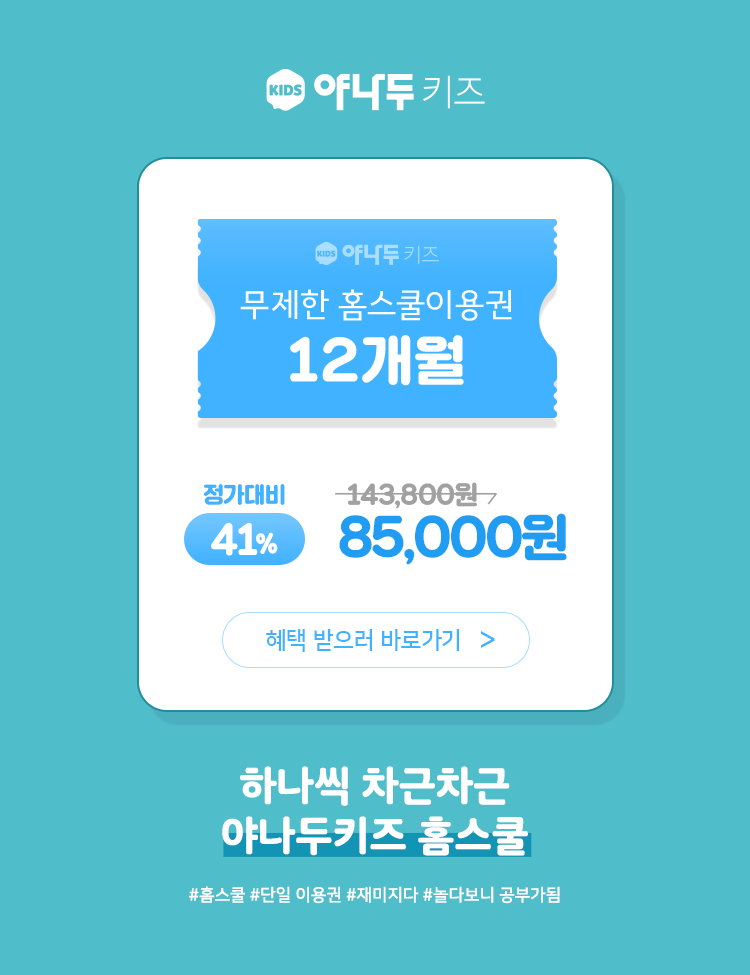 KIDS 야나두 키즈
KIDS 야나두 키즈
무제한 홈스쿨이용권
12개월
정가대비 143,800원
41% 85,000원
혜택 받으러 바로가기 >
하나씩 차근차근
야나두키즈 홈스쿨
#홈스쿨 #단일 이용권 #재미지다 #놀다보니 공부가됨